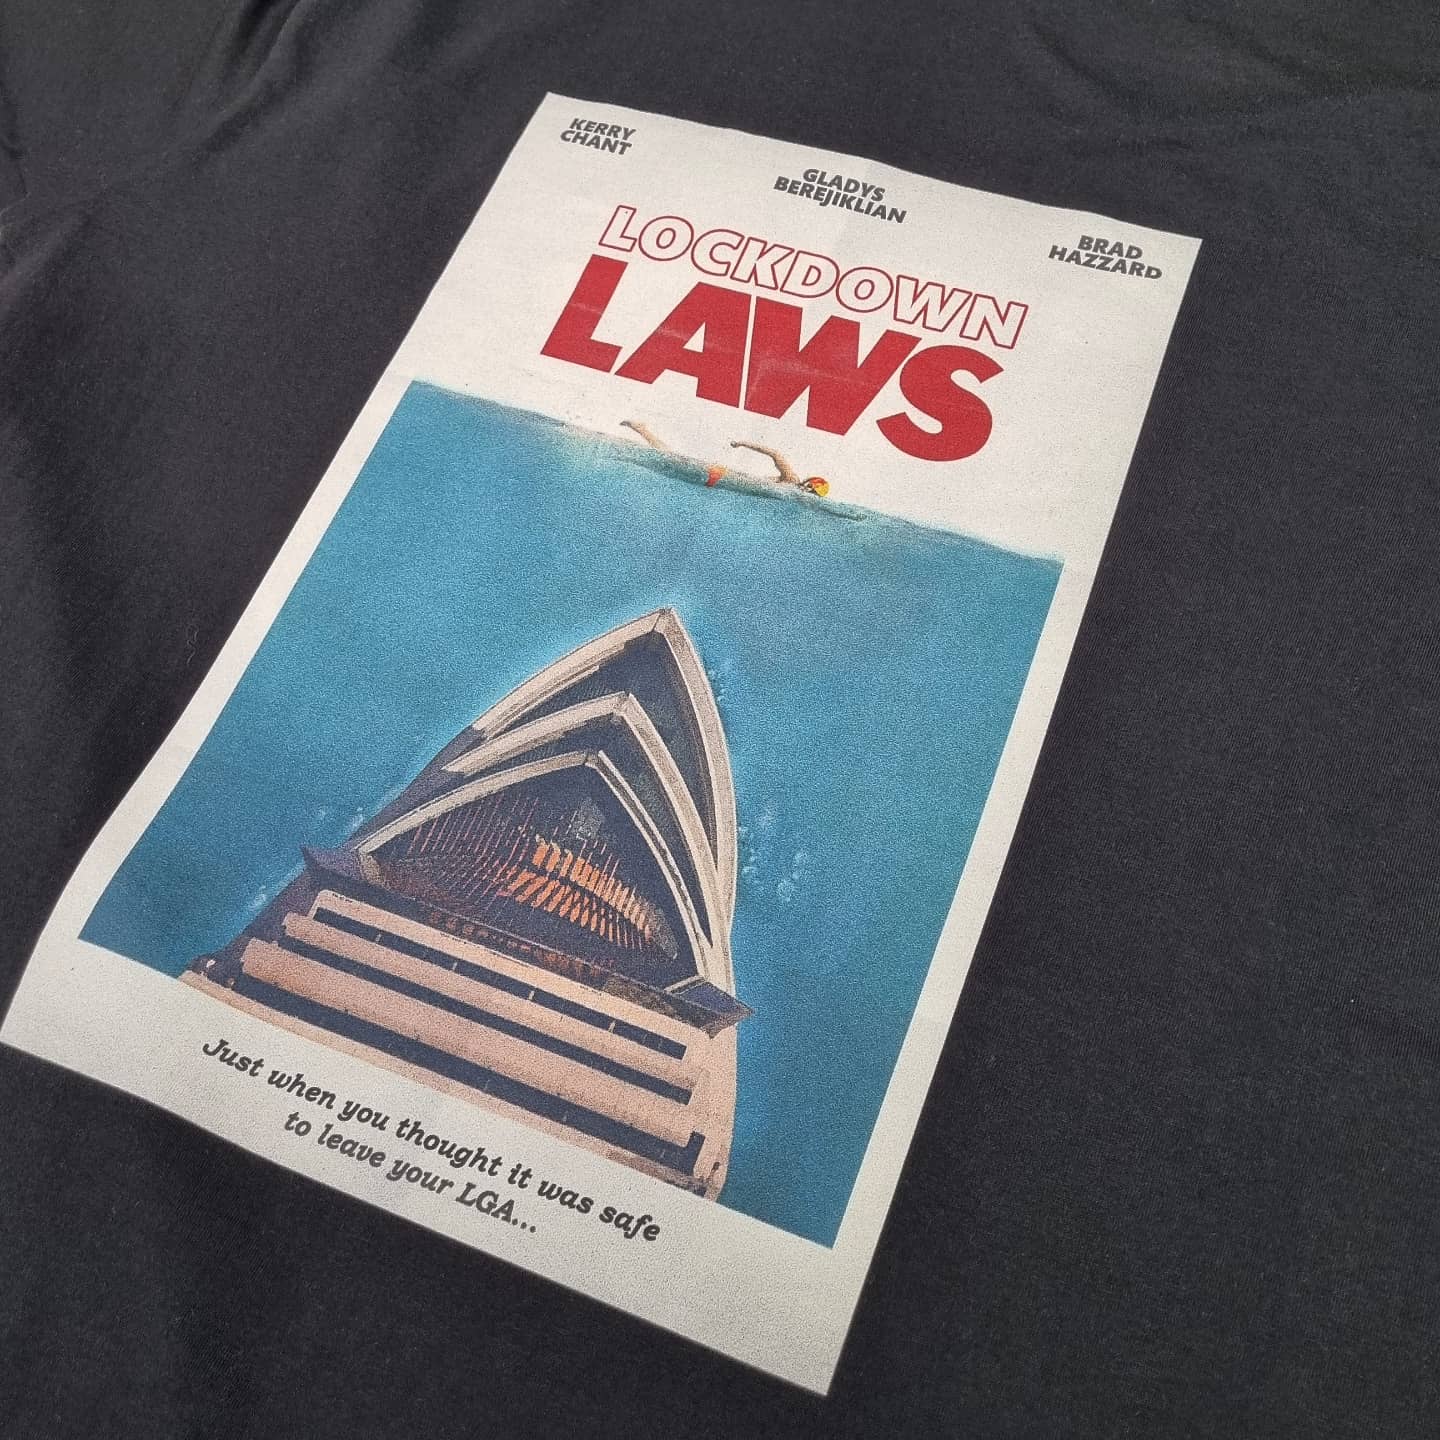 KERRY
CHANT
GLADYS
BEREJIKLIAN
BRAD
HAZZARD
LOCKDOWN
LAWS
Just when you thought it was safe
to leave your LGA...